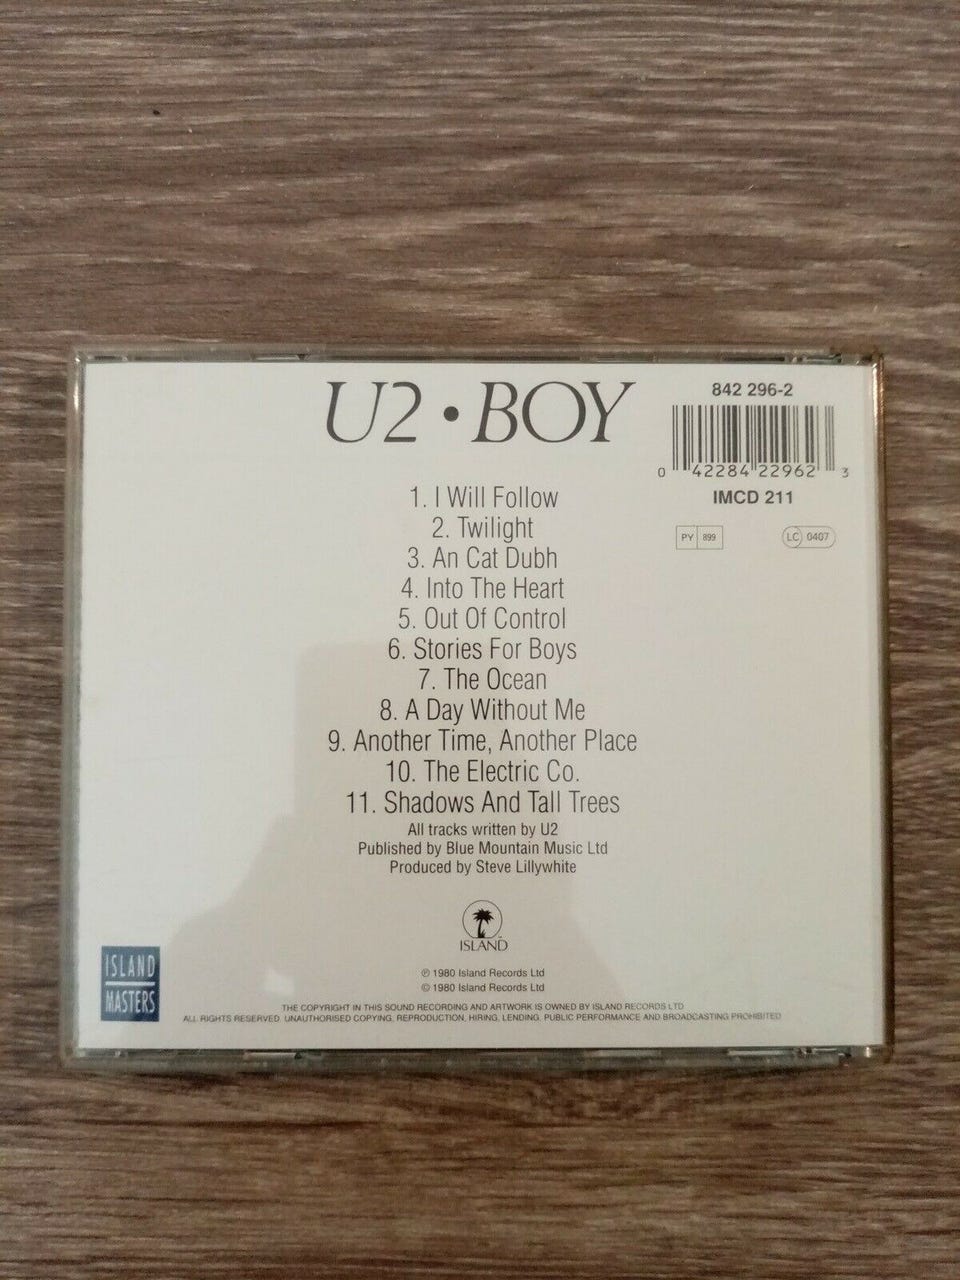 U2 • BOY
842 296-2
0 42284 22962 3
IMCD 211
PY 899
LC 0407
1. I Will Follow
2. Twilight
3. An Cat Dubh
4. Into The Heart
5. Out Of Control
6. Stories For Boys
7. The Ocean
8. A Day Without Me
9. Another Time, Another Place
10. The Electric Co.
11. Shadows And Tall Trees
All tracks written by U2
Published by Blue Mountain Music Ltd
Produced by Steve Lillywhite
ISLAND
ISLAND
MASTERS
℗ 1980 Island Records Ltd
© 1980 Island Records Ltd
THE COPYRIGHT IN THIS SOUND RECORDING AND ARTWORK IS OWNED BY ISLAND RECORDS LTD
ALL RIGHTS RESERVED. UNAUTHORISED COPYING, REPRODUCTION, HIRING, LENDING, PUBLIC PERFORMANCE AND BROADCASTING PROHIBITED